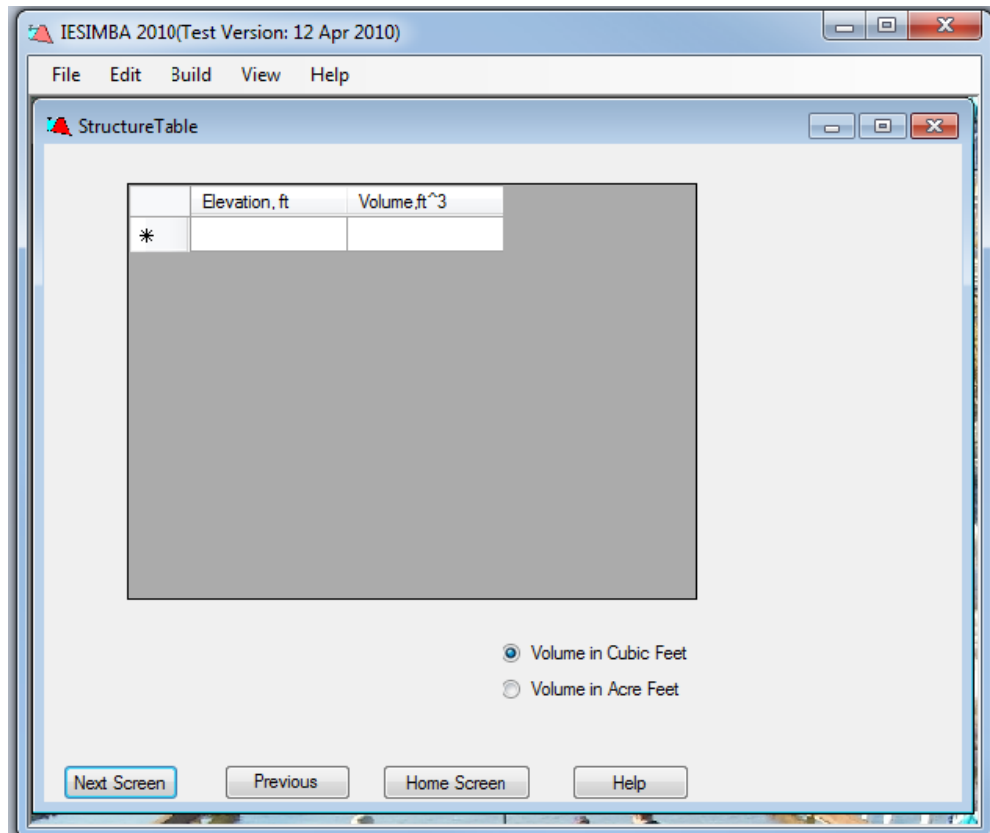 IESIMBA 2010(Test Version: 12 Apr 2010)
File Edit Build View Help
StructureTable
Elevation, ft Volume,ft^3
*
Volume in Cubic Feet
Volume in Acre Feet
Next Screen Previous Home Screen Help